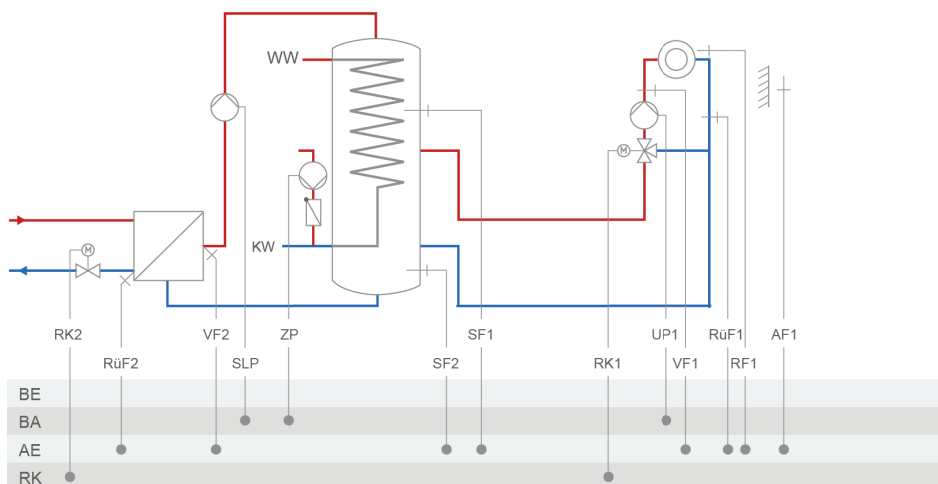 WW
M
KW
M
RK2 VF2 ZP SF1 UP1 RüF1 AF1
RüF2 SLP SF2 RK1 VF1 RF1
BE
BA
AE
RK